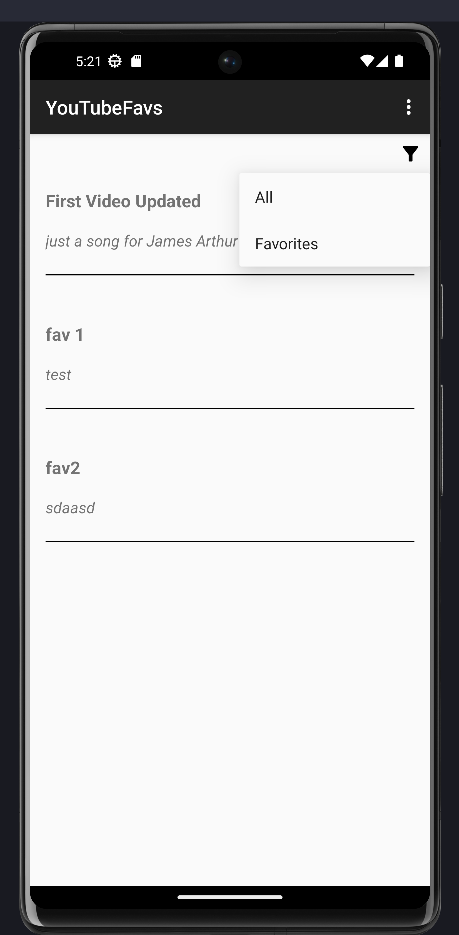 5:21
YouTubeFavs
All
First Video Updated
just a song for James Arthur
Favorites
fav 1
test
fav2
sdaasd